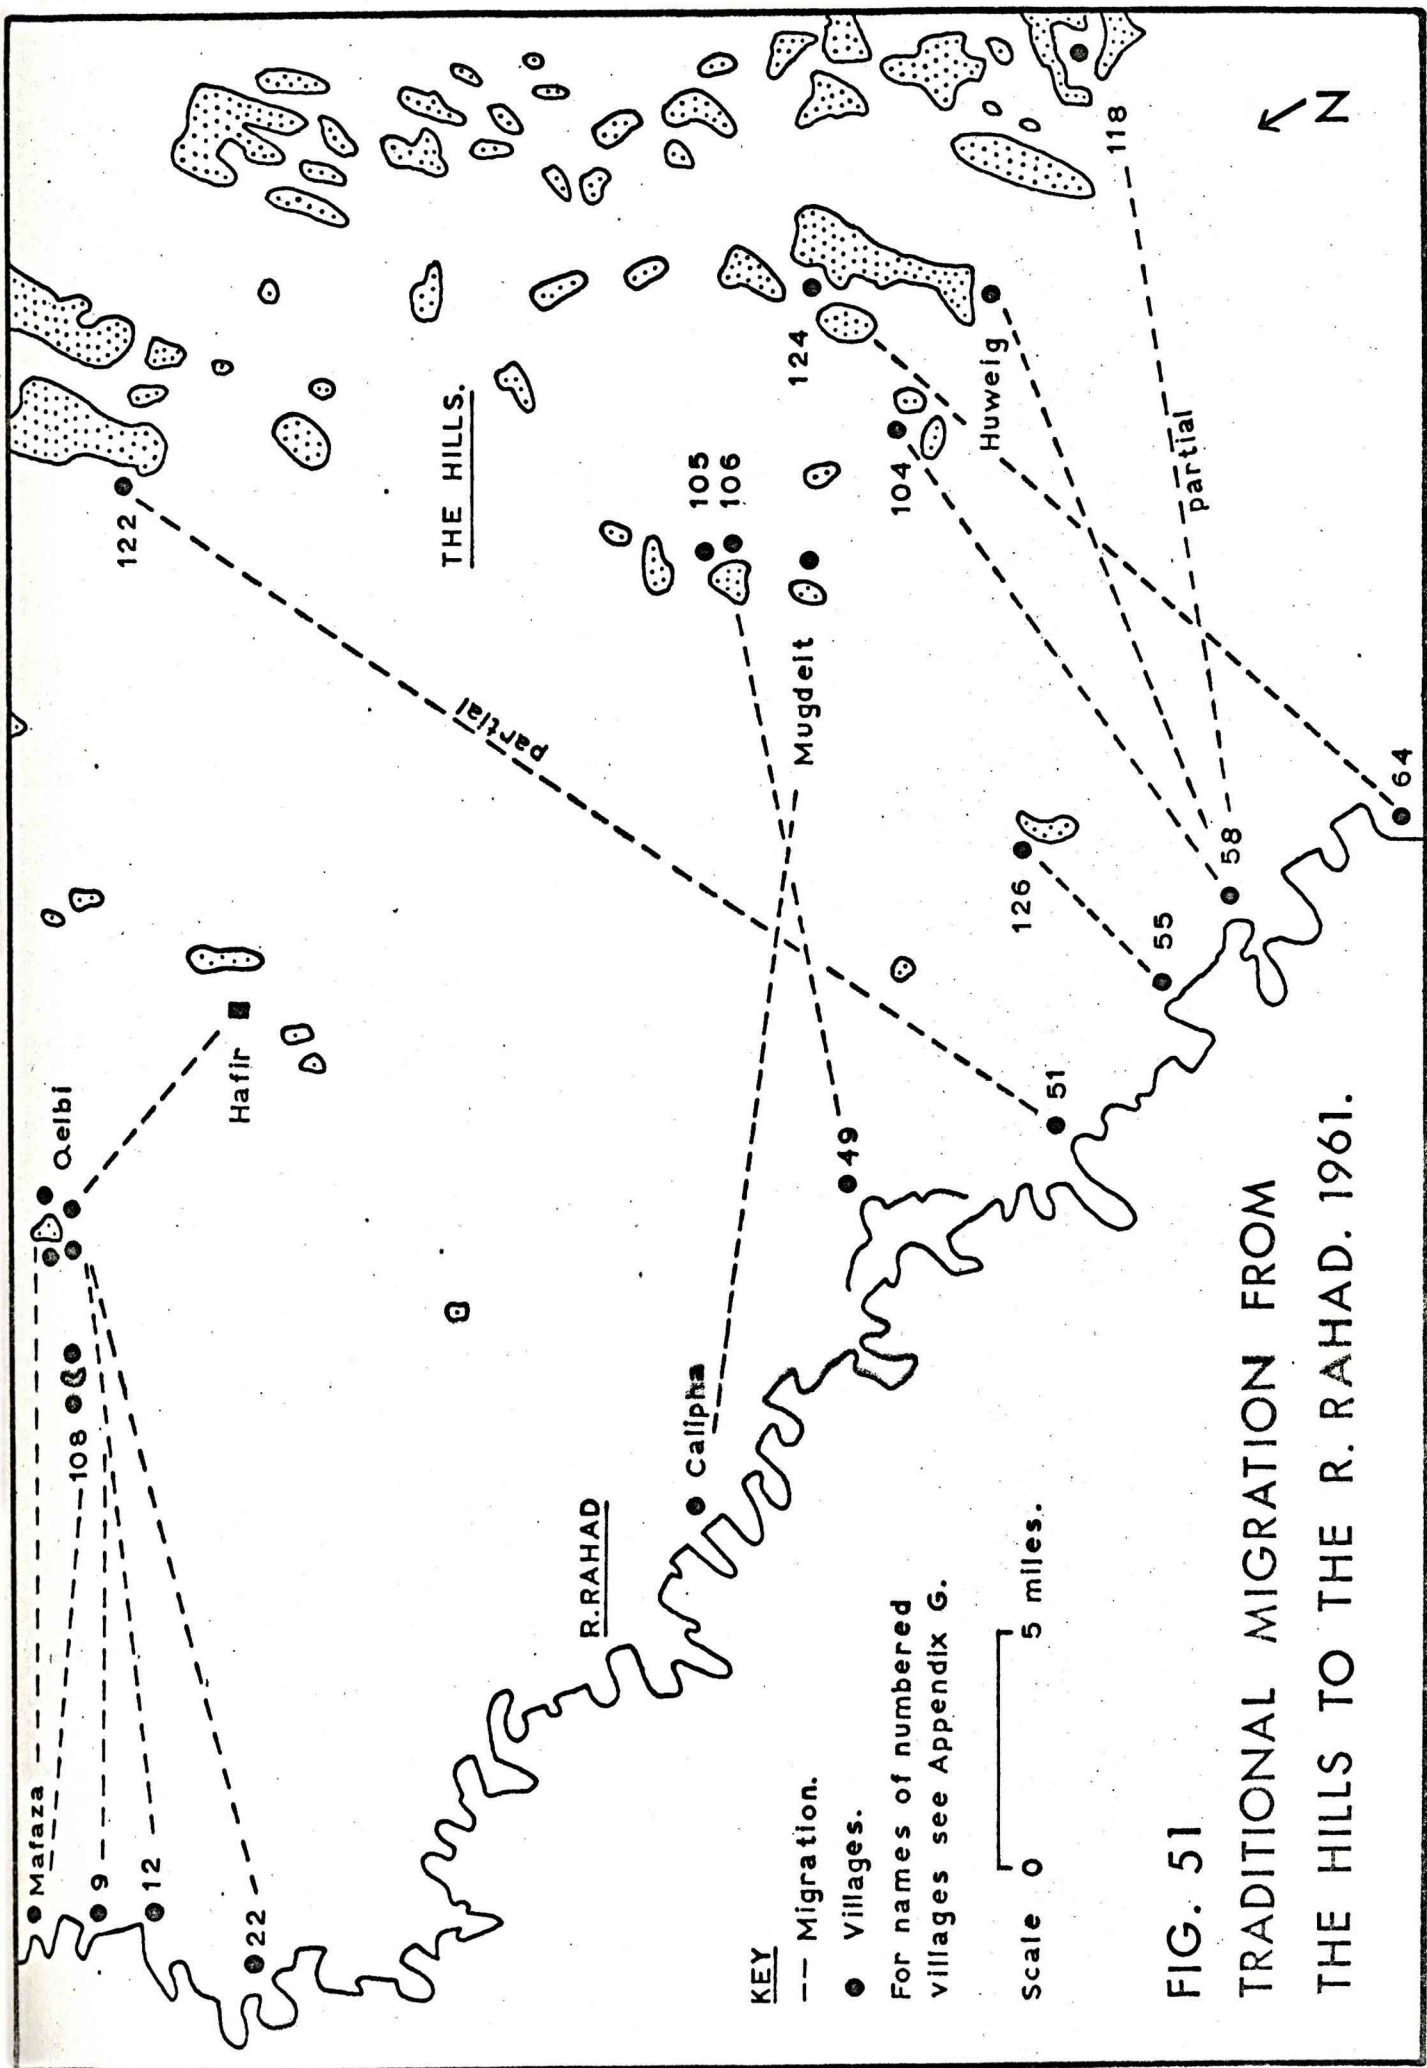 Mafaza
9
12
22
108
Qelbi
Hafir
122
partial
THE HILLS.
105
106
Mugdeit
124
104
Huweig
118
partial
N
R.RAHAD
Calipha
49
51
126
55
58
64
KEY
-- Migration.
● Villages.
For names of numbered
Villages see Appendix G.
Scale 0 5 miles.
FIG. 51
TRADITIONAL MIGRATION FROM
THE HILLS TO THE R. RAHAD. 1961.